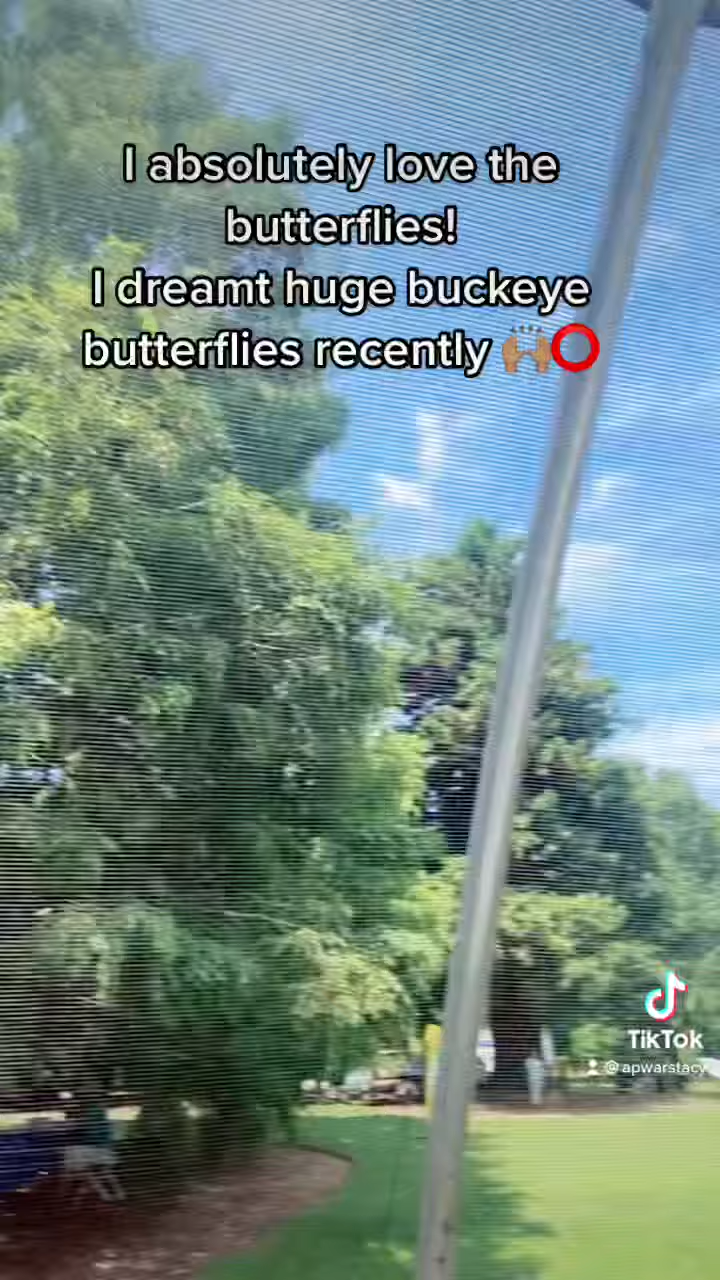 I absolutely love the
butterflies!
I dreamt huge buckeye
butterflies recently 🙌🏽⭕
TikTok
@apwarstacy